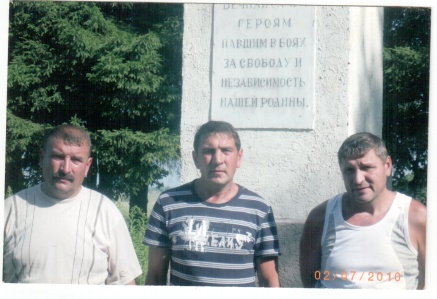 ГЕРОЯМ
ПАВШИМ В БОЯХ
ЗА СВОБОДУ И
НЕЗАВИСИМОСТЬ
НАШЕЙ РОДИНЫ.
02/07/2010